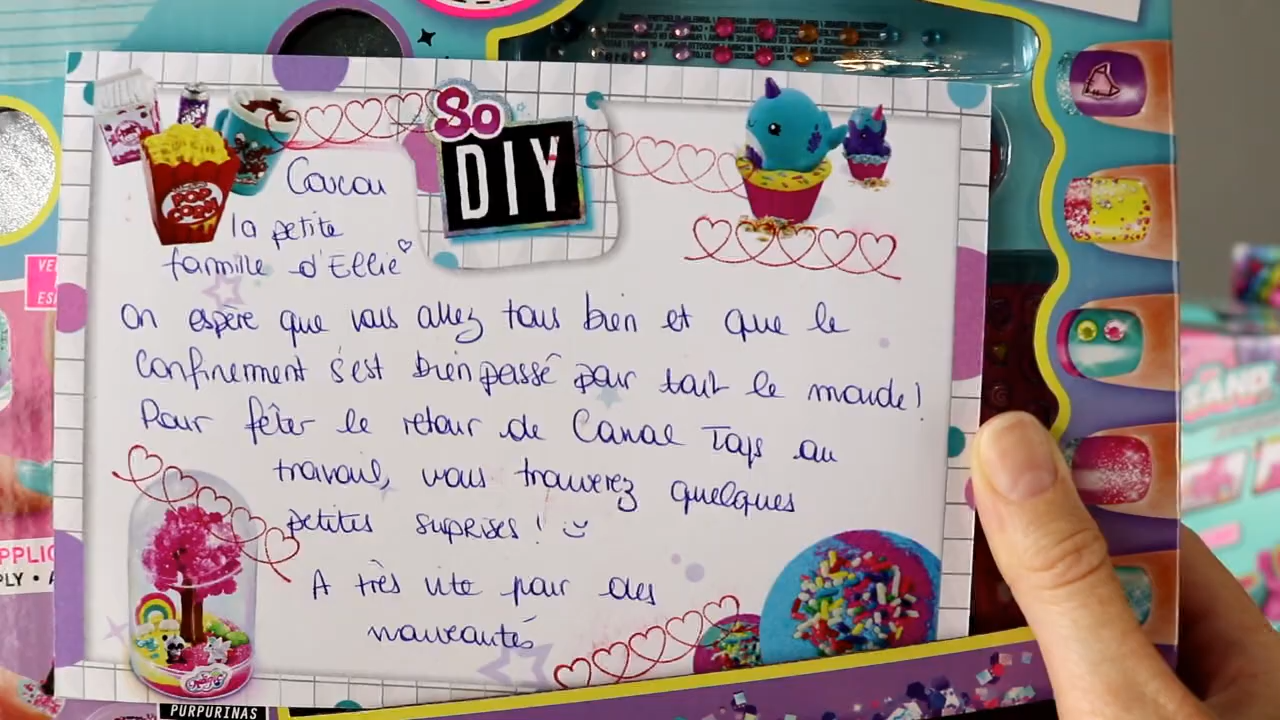 So
DIY
POP
CORN
Coucou
la petite
famille d'Ellie
on espère que vous allez tous bien et que le
confinement s'est bien passé pour tout le monde!
Pour fêter le retour de Canal Toys au
travail, vous trouverez quelques
petites surprises! :)
A très vite pour des
nouveautés
PURPURINAS
SAND